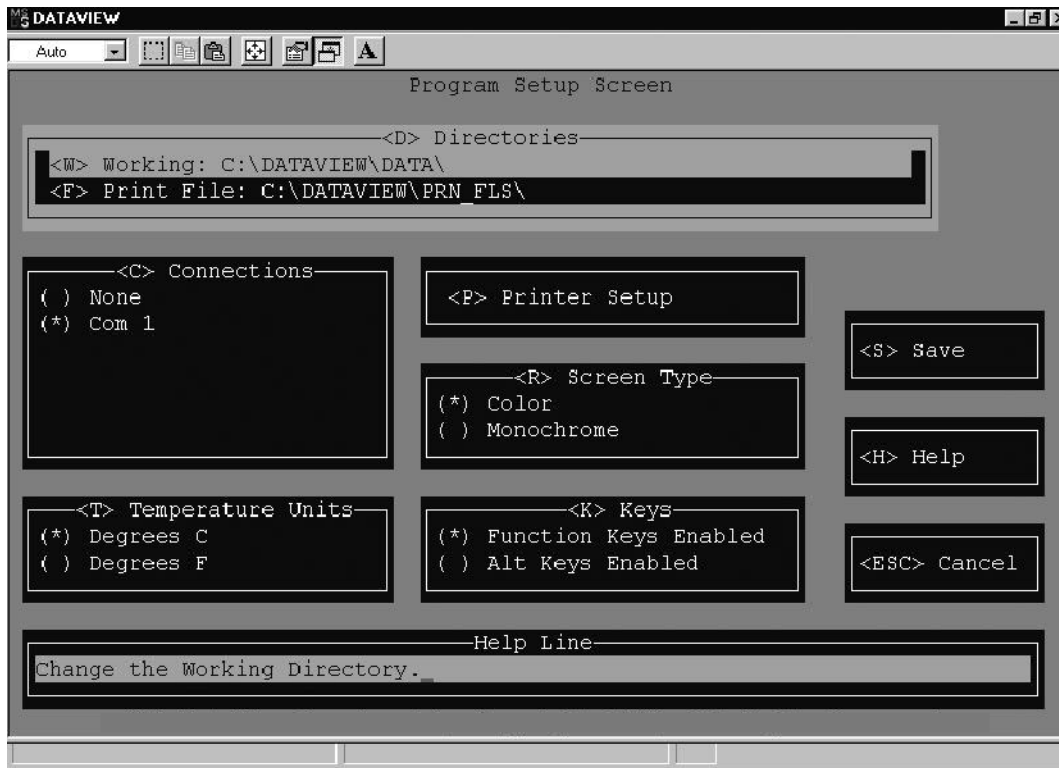 DATAVIEW
Auto
A
Program Setup Screen
<D> Directories
<W> Working: C:\DATAVIEW\DATA\
<F> Print File: C:\DATAVIEW\PRN_FLS\
<C> Connections
( ) None
(*) Com 1
<P> Printer Setup
<R> Screen Type
(*) Color
( ) Monochrome
<S> Save
<H> Help
<T> Temperature Units
(*) Degrees C
( ) Degrees F
<K> Keys
(*) Function Keys Enabled
( ) Alt Keys Enabled
<ESC> Cancel
Help Line
Change the Working Directory._